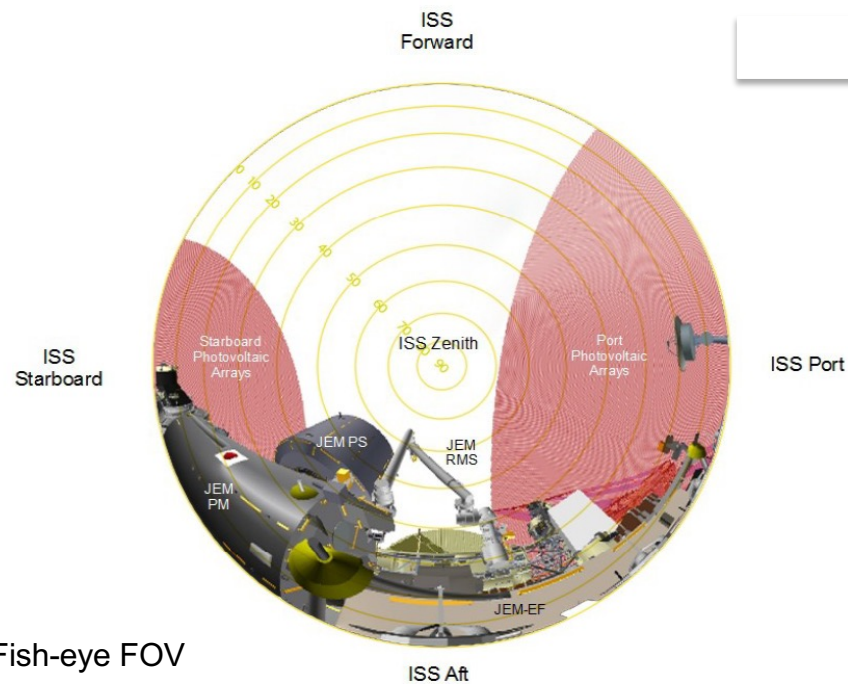 ISS
Forward
0
10
20
30
40
50
60
70
90
ISS Zenith
Starboard
Photovoltaic
Arrays
Port
Photovoltaic
Arrays
ISS
Starboard
ISS Port
JEM PS
JEM
RMS
JEM
PM
JEM-EF
Fish-eye FOV
ISS Aft